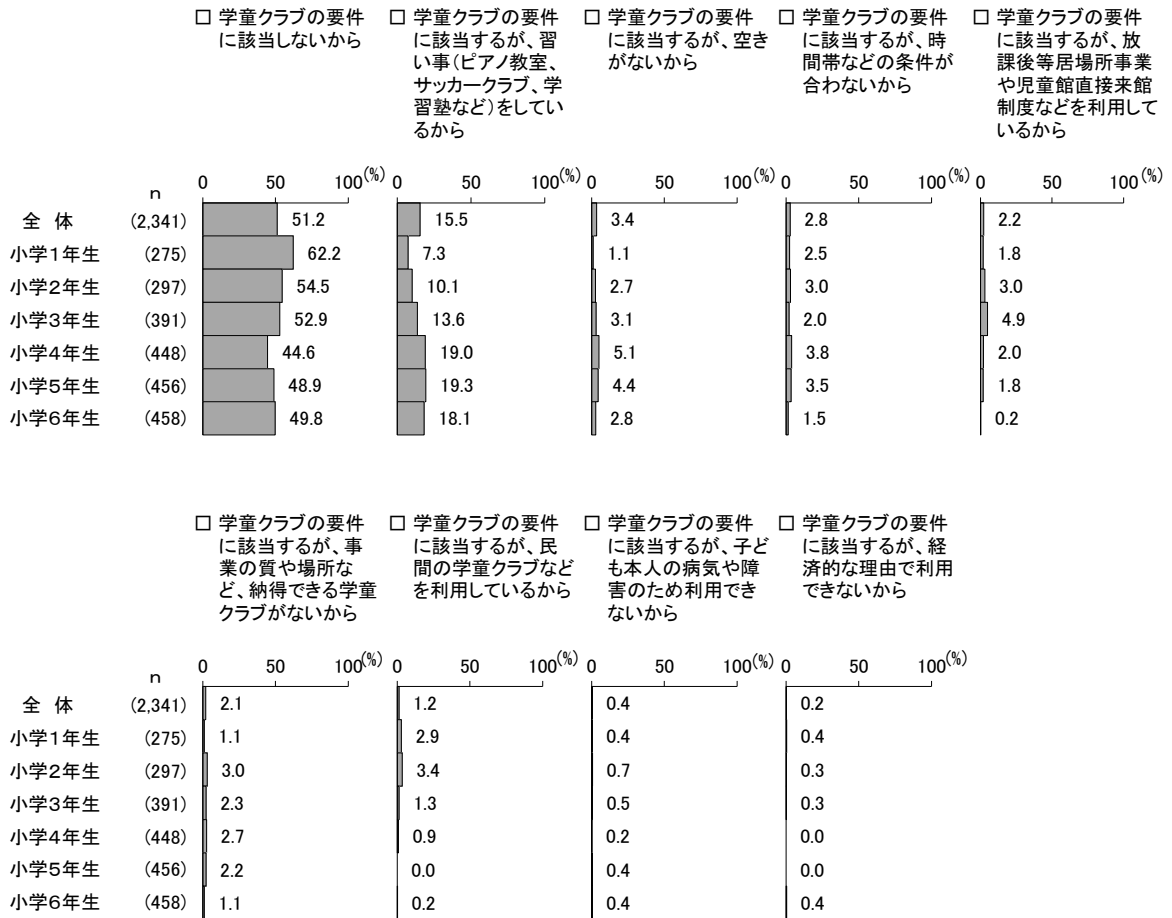 □ 学童クラブの要件に該当しないから
□ 学童クラブの要件に該当するが、習い事(ピアノ教室、サッカークラブ、学習塾など)をしているから
□ 学童クラブの要件に該当するが、空きがないから
□ 学童クラブの要件に該当するが、時間帯などの条件が合わないから
□ 学童クラブの要件に該当するが、放課後等居場所事業や児童館直接来館制度などを利用しているから
n 0 50 100(%) 0 50 100(%) 0 50 100(%) 0 50 100(%) 0 50 100(%)
全 体 (2,341) 51.2 15.5 3.4 2.8 2.2
小学1年生 (275) 62.2 7.3 1.1 2.5 1.8
小学2年生 (297) 54.5 10.1 2.7 3.0 3.0
小学3年生 (391) 52.9 13.6 3.1 2.0 4.9
小学4年生 (448) 44.6 19.0 5.1 3.8 2.0
小学5年生 (456) 48.9 19.3 4.4 3.5 1.8
小学6年生 (458) 49.8 18.1 2.8 1.5 0.2
□ 学童クラブの要件に該当するが、事業の質や場所など、納得できる学童クラブがないから
□ 学童クラブの要件に該当するが、民間の学童クラブなどを利用しているから
□ 学童クラブの要件に該当するが、子ども本人の病気や障害のため利用できないから
□ 学童クラブの要件に該当するが、経済的な理由で利用できないから
n 0 50 100(%) 0 50 100(%) 0 50 100(%) 0 50 100(%)
全 体 (2,341) 2.1 1.2 0.4 0.2
小学1年生 (275) 1.1 2.9 0.4 0.4
小学2年生 (297) 3.0 3.4 0.7 0.3
小学3年生 (391) 2.3 1.3 0.5 0.3
小学4年生 (448) 2.7 0.9 0.2 0.0
小学5年生 (456) 2.2 0.0 0.4 0.0
小学6年生 (458) 1.1 0.2 0.4 0.4